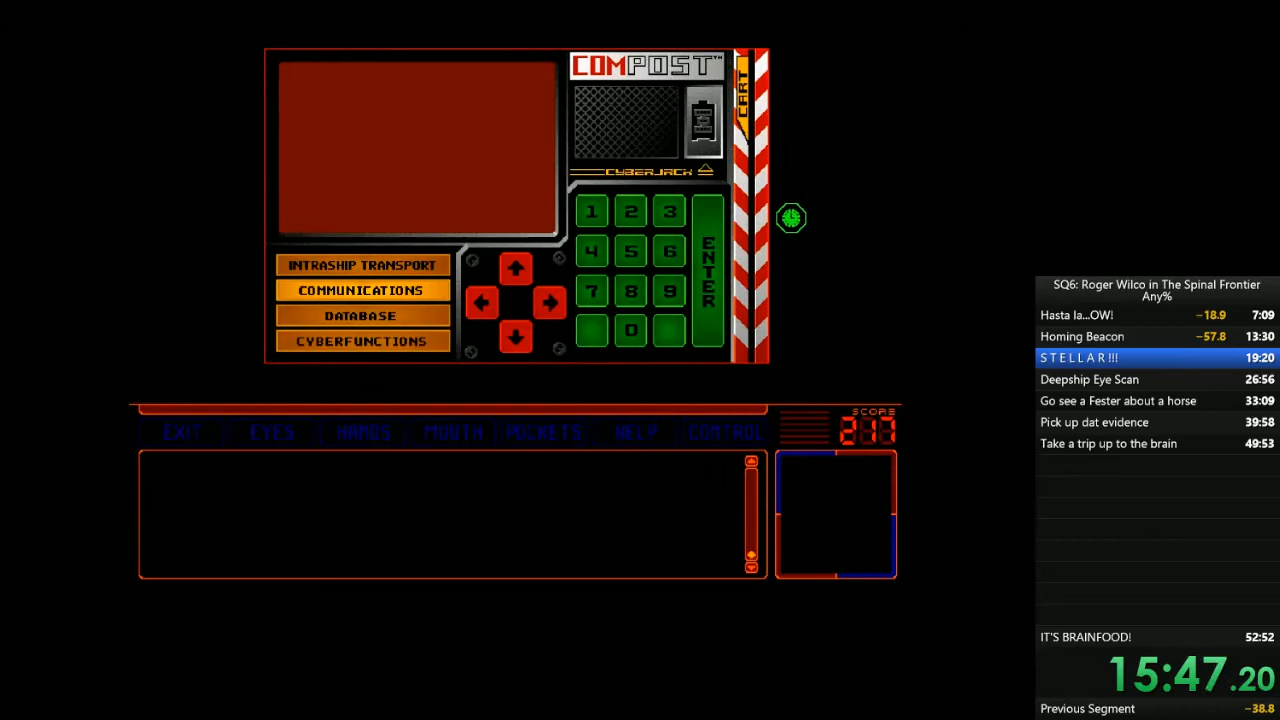 COMPOST™
CART
CYBERJACK
1 2 3
4 5 6
7 8 9
0
ENTER
INTRASHIP TRANSPORT
COMMUNICATIONS
DATABASE
CYBERFUNCTIONS
SCORE
217
EXIT EYES HANDS MOUTH POCKETS HELP CONTROL
SQ6: Roger Wilco in The Spinal Frontier
Any%
Hasta la...OW! −18.9 7:09
Homing Beacon −57.8 13:30
S T E L L A R !!! 19:20
Deepship Eye Scan 26:56
Go see a Fester about a horse 33:09
Pick up dat evidence 39:58
Take a trip up to the brain 49:53
IT'S BRAINFOOD! 52:52
15:47.20
Previous Segment −38.8